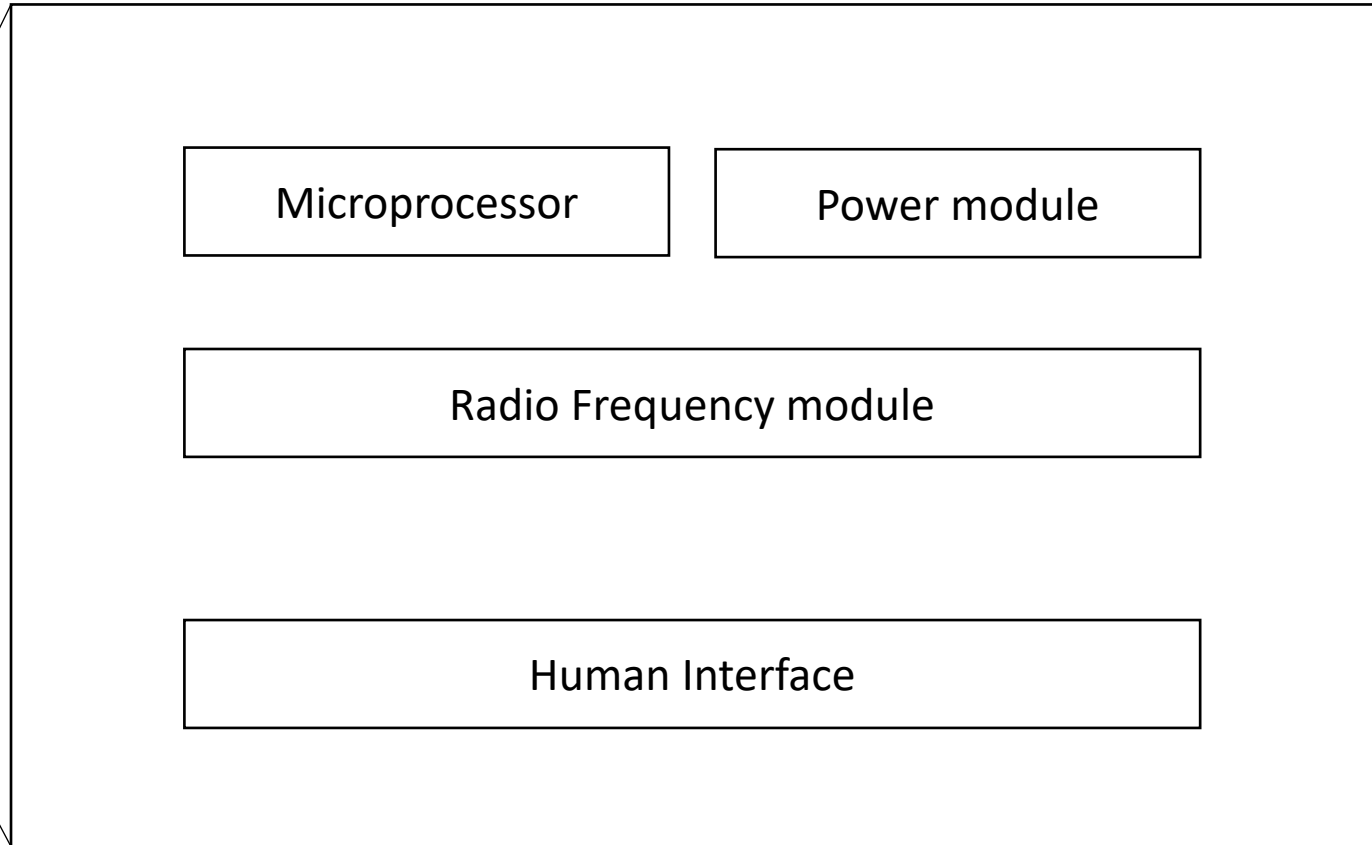 Microprocessor
Power module
Radio Frequency module
Human Interface